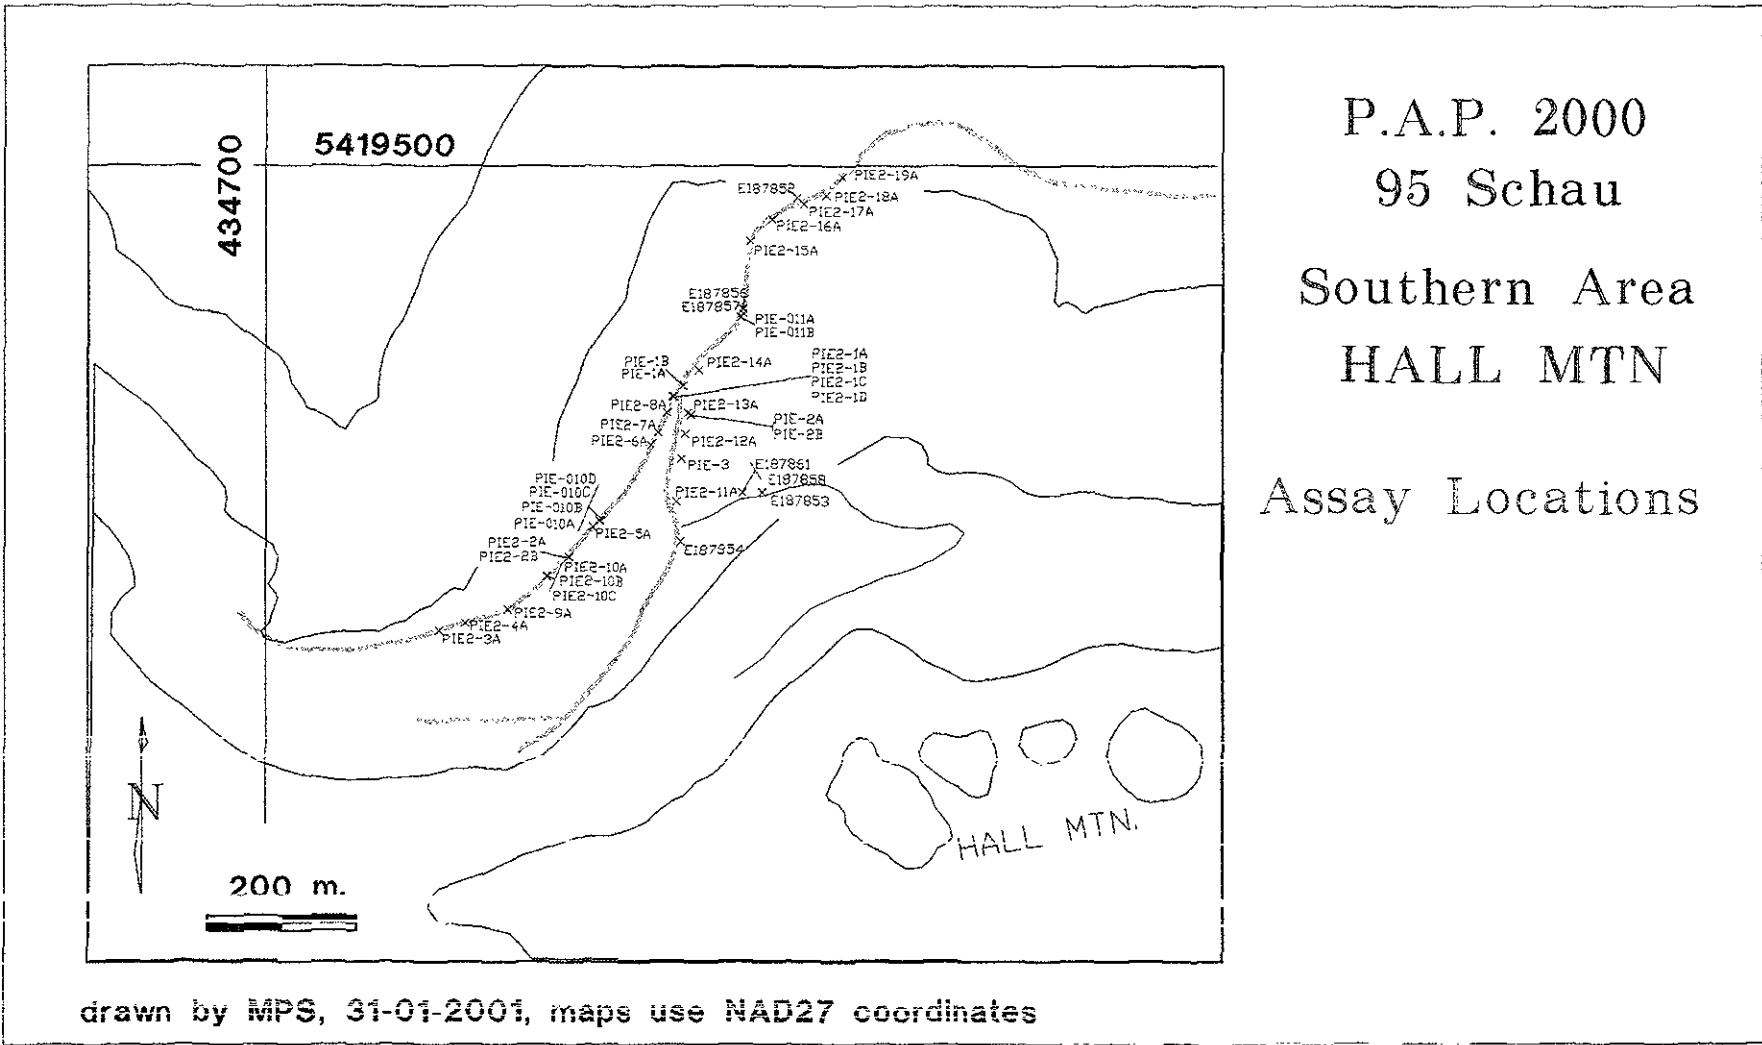 P.A.P. 2000
95 Schau
Southern Area
HALL MTN
Assay Locations
5419500
434700
PIE2-19A
E187852
PIE2-18A
PIE2-17A
PIE2-16A
PIE2-15A
E187856
E187857
PIE-011A
PIE-011B
PIE-1B
PIE-1A
PIE2-14A
PIE2-1A
PIE2-1B
PIE2-1C
PIE2-1D
PIE2-8A
PIE2-13A
PIE-2A
PIE-2B
PIE2-7A
PIE2-6A
PIE2-12A
PIE-3
E187861
E187858
E187853
PIE2-11A
PIE-010D
PIE-010C
PIE-010B
PIE-010A
PIE2-5A
PIE2-2A
PIE2-2B
E187954
PIE2-10A
PIE2-10B
PIE2-10C
PIE2-9A
PIE2-4A
PIE2-3A
N
200 m.
HALL MTN.
drawn by MPS, 31-01-2001, maps use NAD27 coordinates